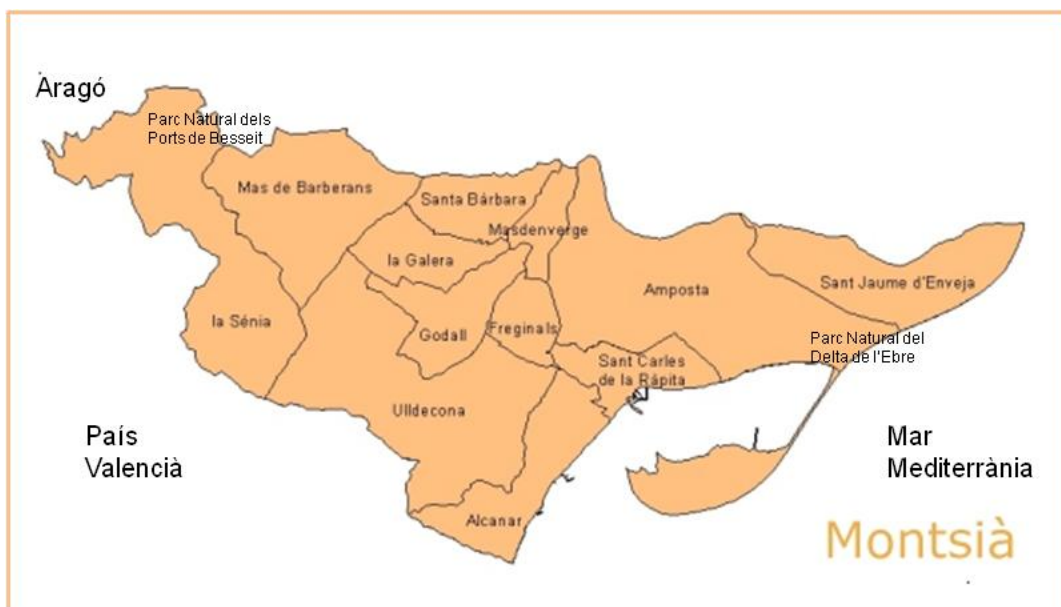 Aragó
Parc Natural dels
Ports de Besseit
Mas de Barberans
Santa Bárbara
Masdenverge
la Galera
Sant Jaume d'Enveja
Amposta
la Sénia
Godall
Freginals
Parc Natural del
Delta de l'Ebre
Sant Carles
de la Ràpita
Ulldecona
País
Valencià
Mar
Mediterrània
Alcanar
Montsià